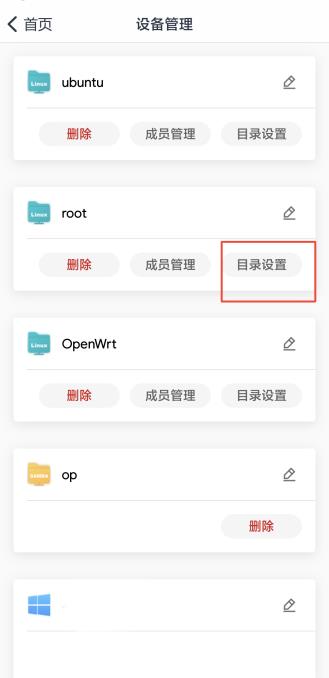 首页 设备管理
Linux ubuntu
删除 成员管理 目录设置
Linux root
删除 成员管理 目录设置
Linux OpenWrt
删除 成员管理 目录设置
SAMBA op
删除